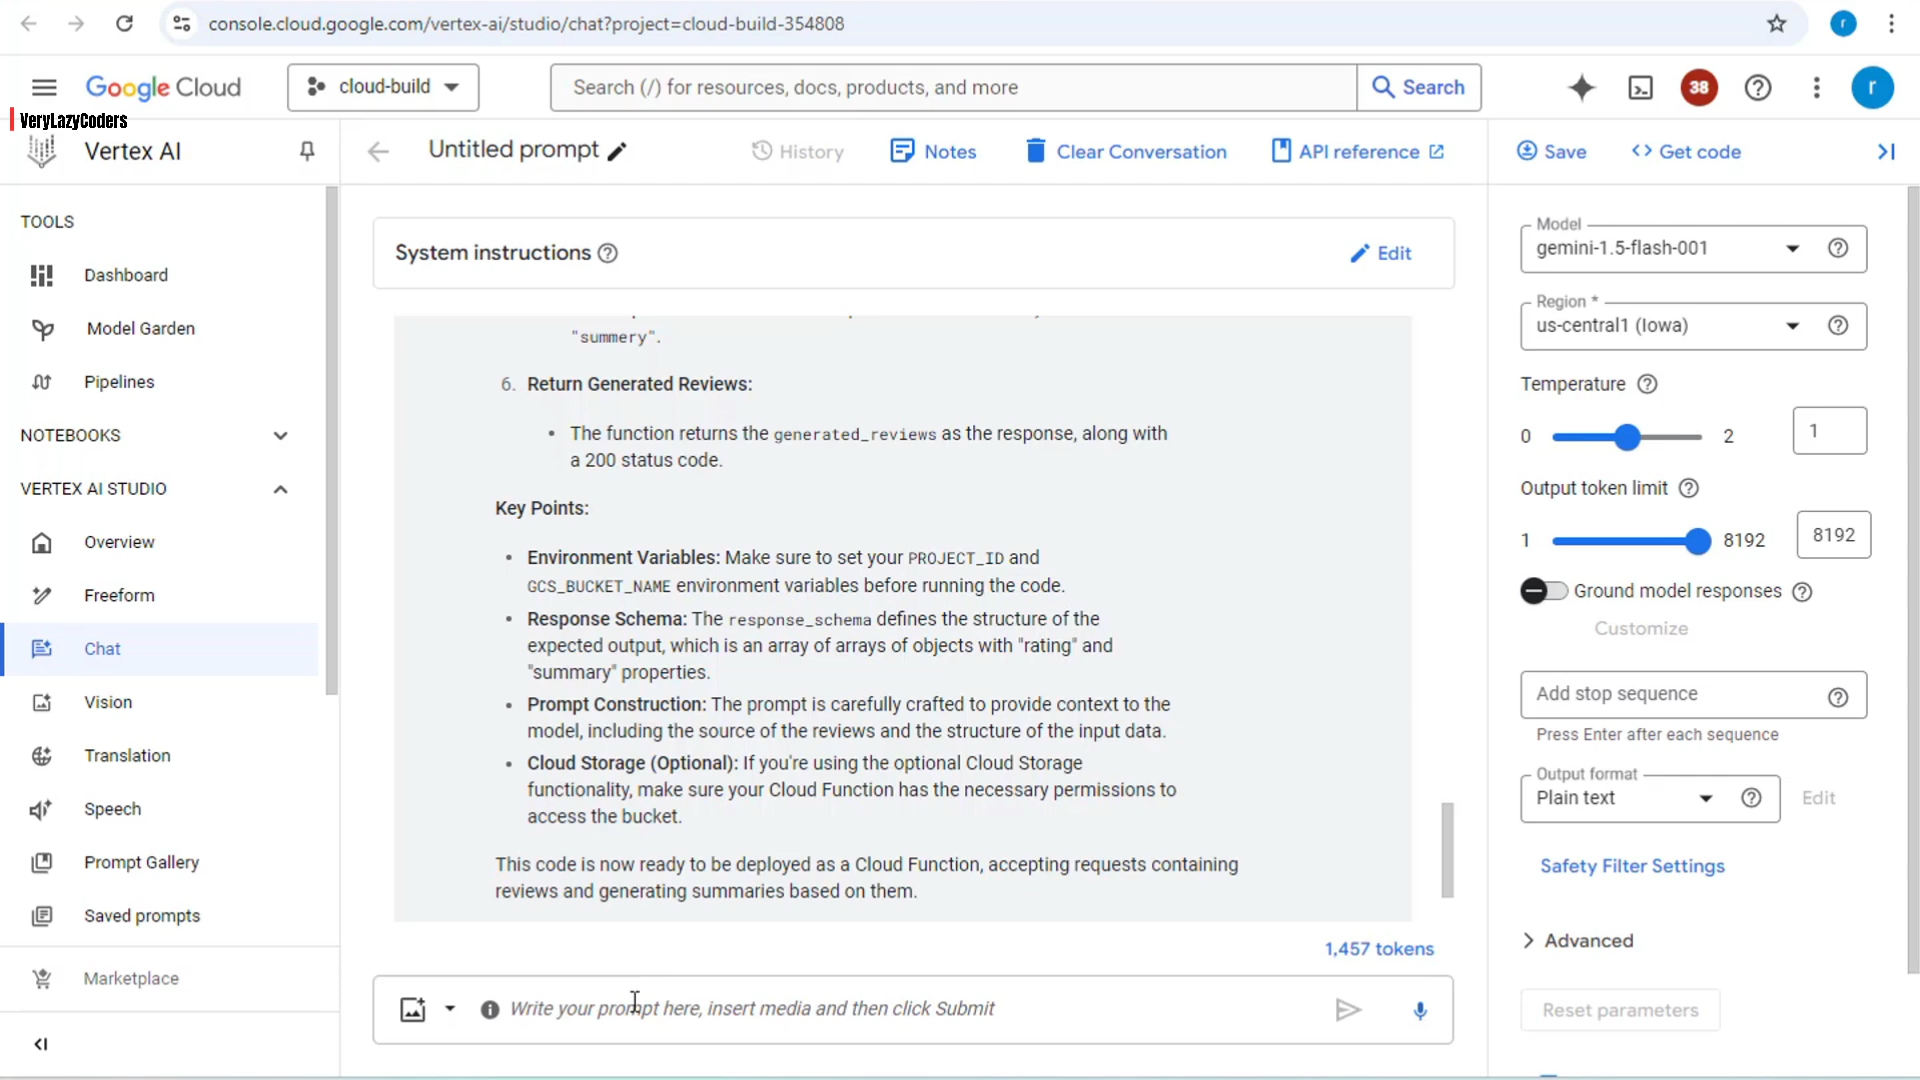 console.cloud.google.com/vertex-ai/studio/chat?project=cloud-build-354808
r
Google Cloud
cloud-build
Search (/) for resources, docs, products, and more
Search
38
r
VeryLazyCoders
Vertex AI
Untitled prompt
History
Notes
Clear Conversation
API reference
Save
Get code
TOOLS
Dashboard
Model Garden
Pipelines
NOTEBOOKS
VERTEX AI STUDIO
Overview
Freeform
Chat
Vision
Translation
Speech
Prompt Gallery
Saved prompts
Marketplace
System instructions
Edit
"summery".
6. Return Generated Reviews:
• The function returns the generated_reviews as the response, along with
a 200 status code.
Key Points:
• Environment Variables: Make sure to set your PROJECT_ID and
GCS_BUCKET_NAME environment variables before running the code.
• Response Schema: The response_schema defines the structure of the
expected output, which is an array of arrays of objects with "rating" and
"summary" properties.
• Prompt Construction: The prompt is carefully crafted to provide context to the
model, including the source of the reviews and the structure of the input data.
• Cloud Storage (Optional): If you're using the optional Cloud Storage
functionality, make sure your Cloud Function has the necessary permissions to
access the bucket.
This code is now ready to be deployed as a Cloud Function, accepting requests containing
reviews and generating summaries based on them.
1,457 tokens
Write your prompt here, insert media and then click Submit
Model
gemini-1.5-flash-001
Region *
us-central1 (Iowa)
Temperature
0
2
1
Output token limit
1
8192
8192
Ground model responses
Customize
Add stop sequence
Press Enter after each sequence
Output format
Plain text
Edit
Safety Filter Settings
Advanced
Reset parameters